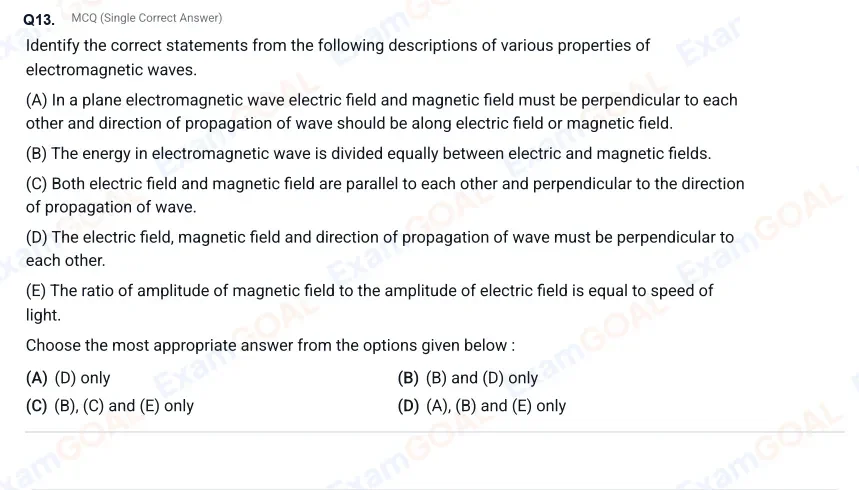 Q13. MCQ (Single Correct Answer)
Identify the correct statements from the following descriptions of various properties of
electromagnetic waves.
(A) In a plane electromagnetic wave electric field and magnetic field must be perpendicular to each
other and direction of propagation of wave should be along electric field or magnetic field.
(B) The energy in electromagnetic wave is divided equally between electric and magnetic fields.
(C) Both electric field and magnetic field are parallel to each other and perpendicular to the direction
of propagation of wave.
(D) The electric field, magnetic field and direction of propagation of wave must be perpendicular to
each other.
(E) The ratio of amplitude of magnetic field to the amplitude of electric field is equal to speed of
light.
Choose the most appropriate answer from the options given below :
(A) (D) only (B) (B) and (D) only
(C) (B), (C) and (E) only (D) (A), (B) and (E) only